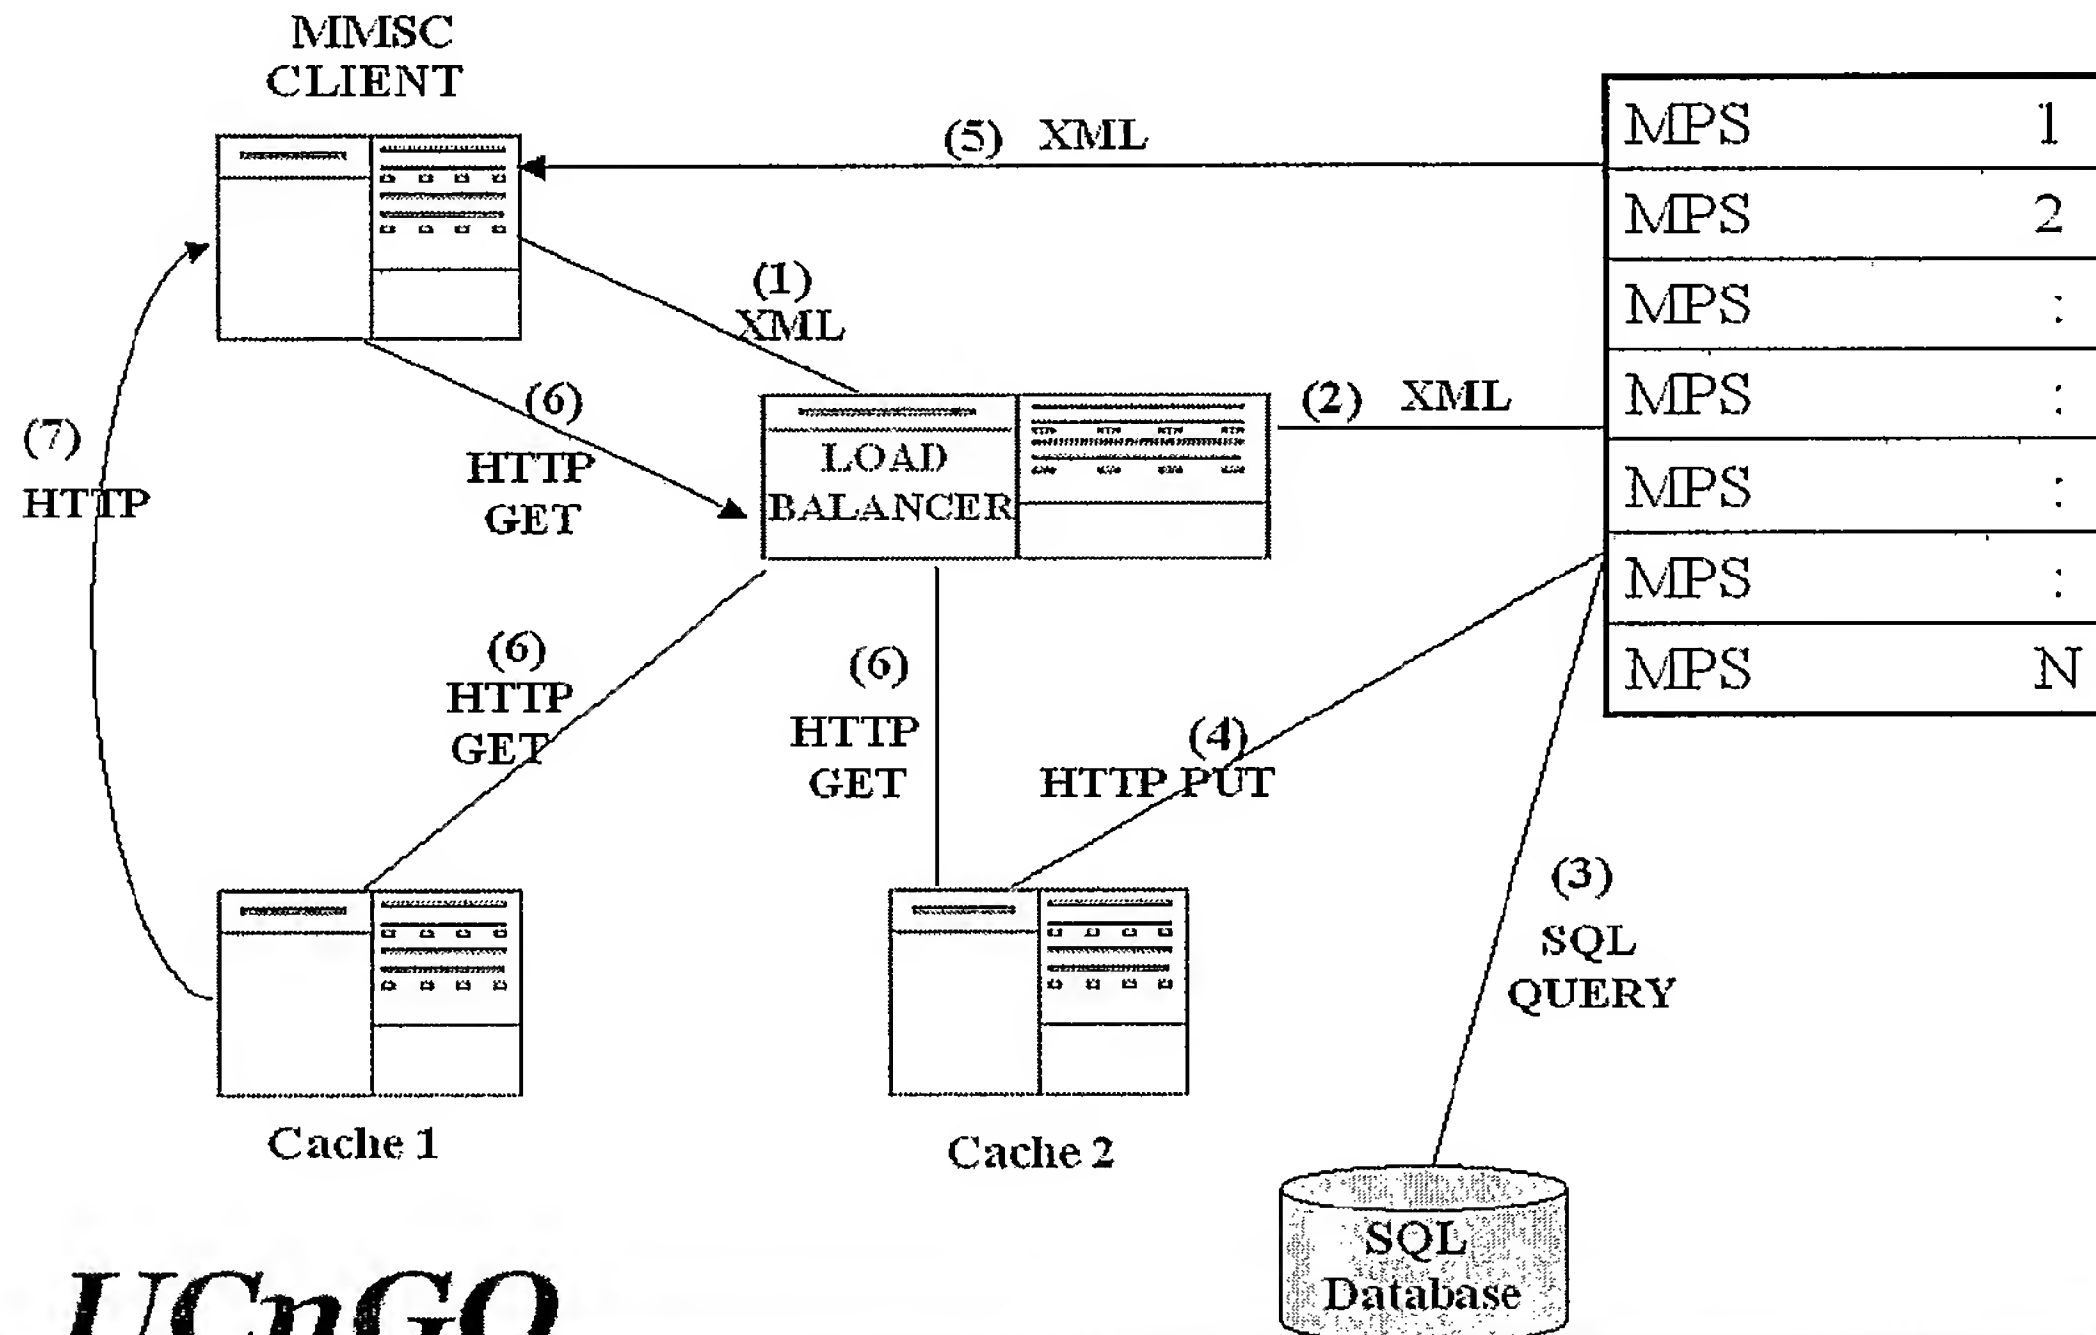 MMSC
CLIENT
(5) XML
MPS 1
MPS 2
MPS :
MPS :
MPS :
MPS :
MPS N
(1)
XML
(2) XML
(6)
HTTP
GET
LOAD
BALANCER
(7)
HTTP
(6)
HTTP
GET
(6)
HTTP
GET
(4)
HTTP PUT
(3)
SQL
QUERY
Cache 1
Cache 2
SQL
Database
UCnGO